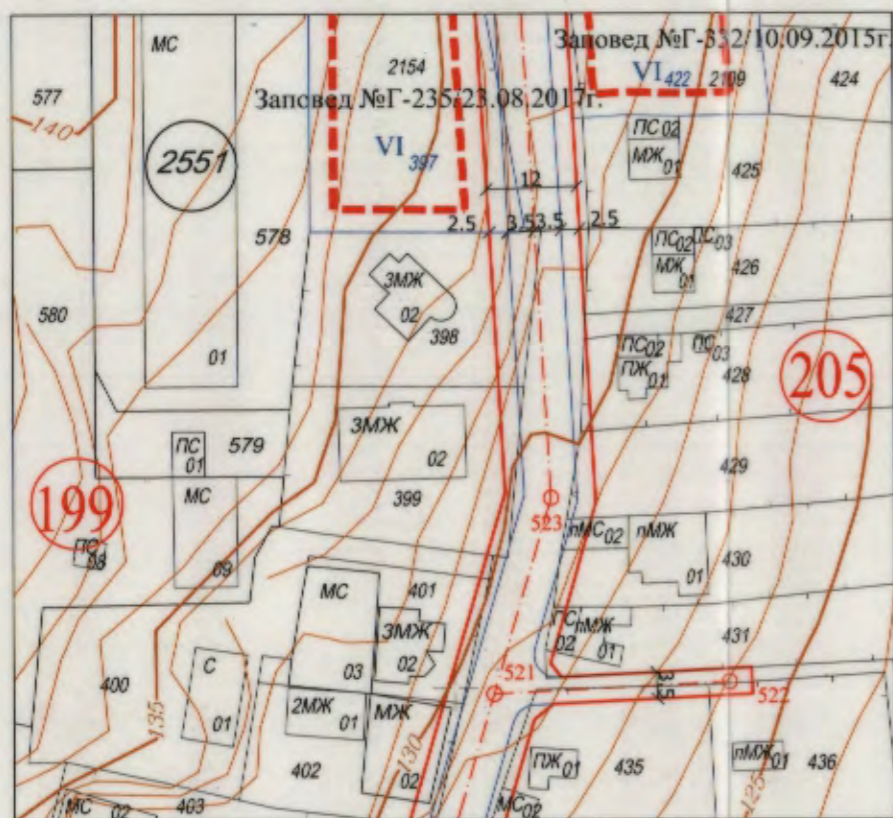 МС
Заповед №Г-332/10.09.2015г.
577
2154
VI 422
2109
424
Заповед №Г-235/23.08.2017г.
140
ПС 02
2551
МЖ 01
VI 397
425
12
578
2.5
3.5
3.5
2.5
ПС 02
ПС 03
МЖ 01
426
3МЖ
02
580
398
427
01
ПС 02
ПС 03
ПЖ 01
428
205
3МЖ
ПС
01
579
02
429
199
МС
399
523
пМС 02
пМЖ
ПС
08
09
01
430
МС
401
3МЖ
ПС
02
пМЖ
01
431
С
02
03
521
3.5
522
400
135
01
2МЖ
01
МЖ
130
402
ПЖ 01
435
пМЖ 01
436
02
125
МС 02
403
МС 02